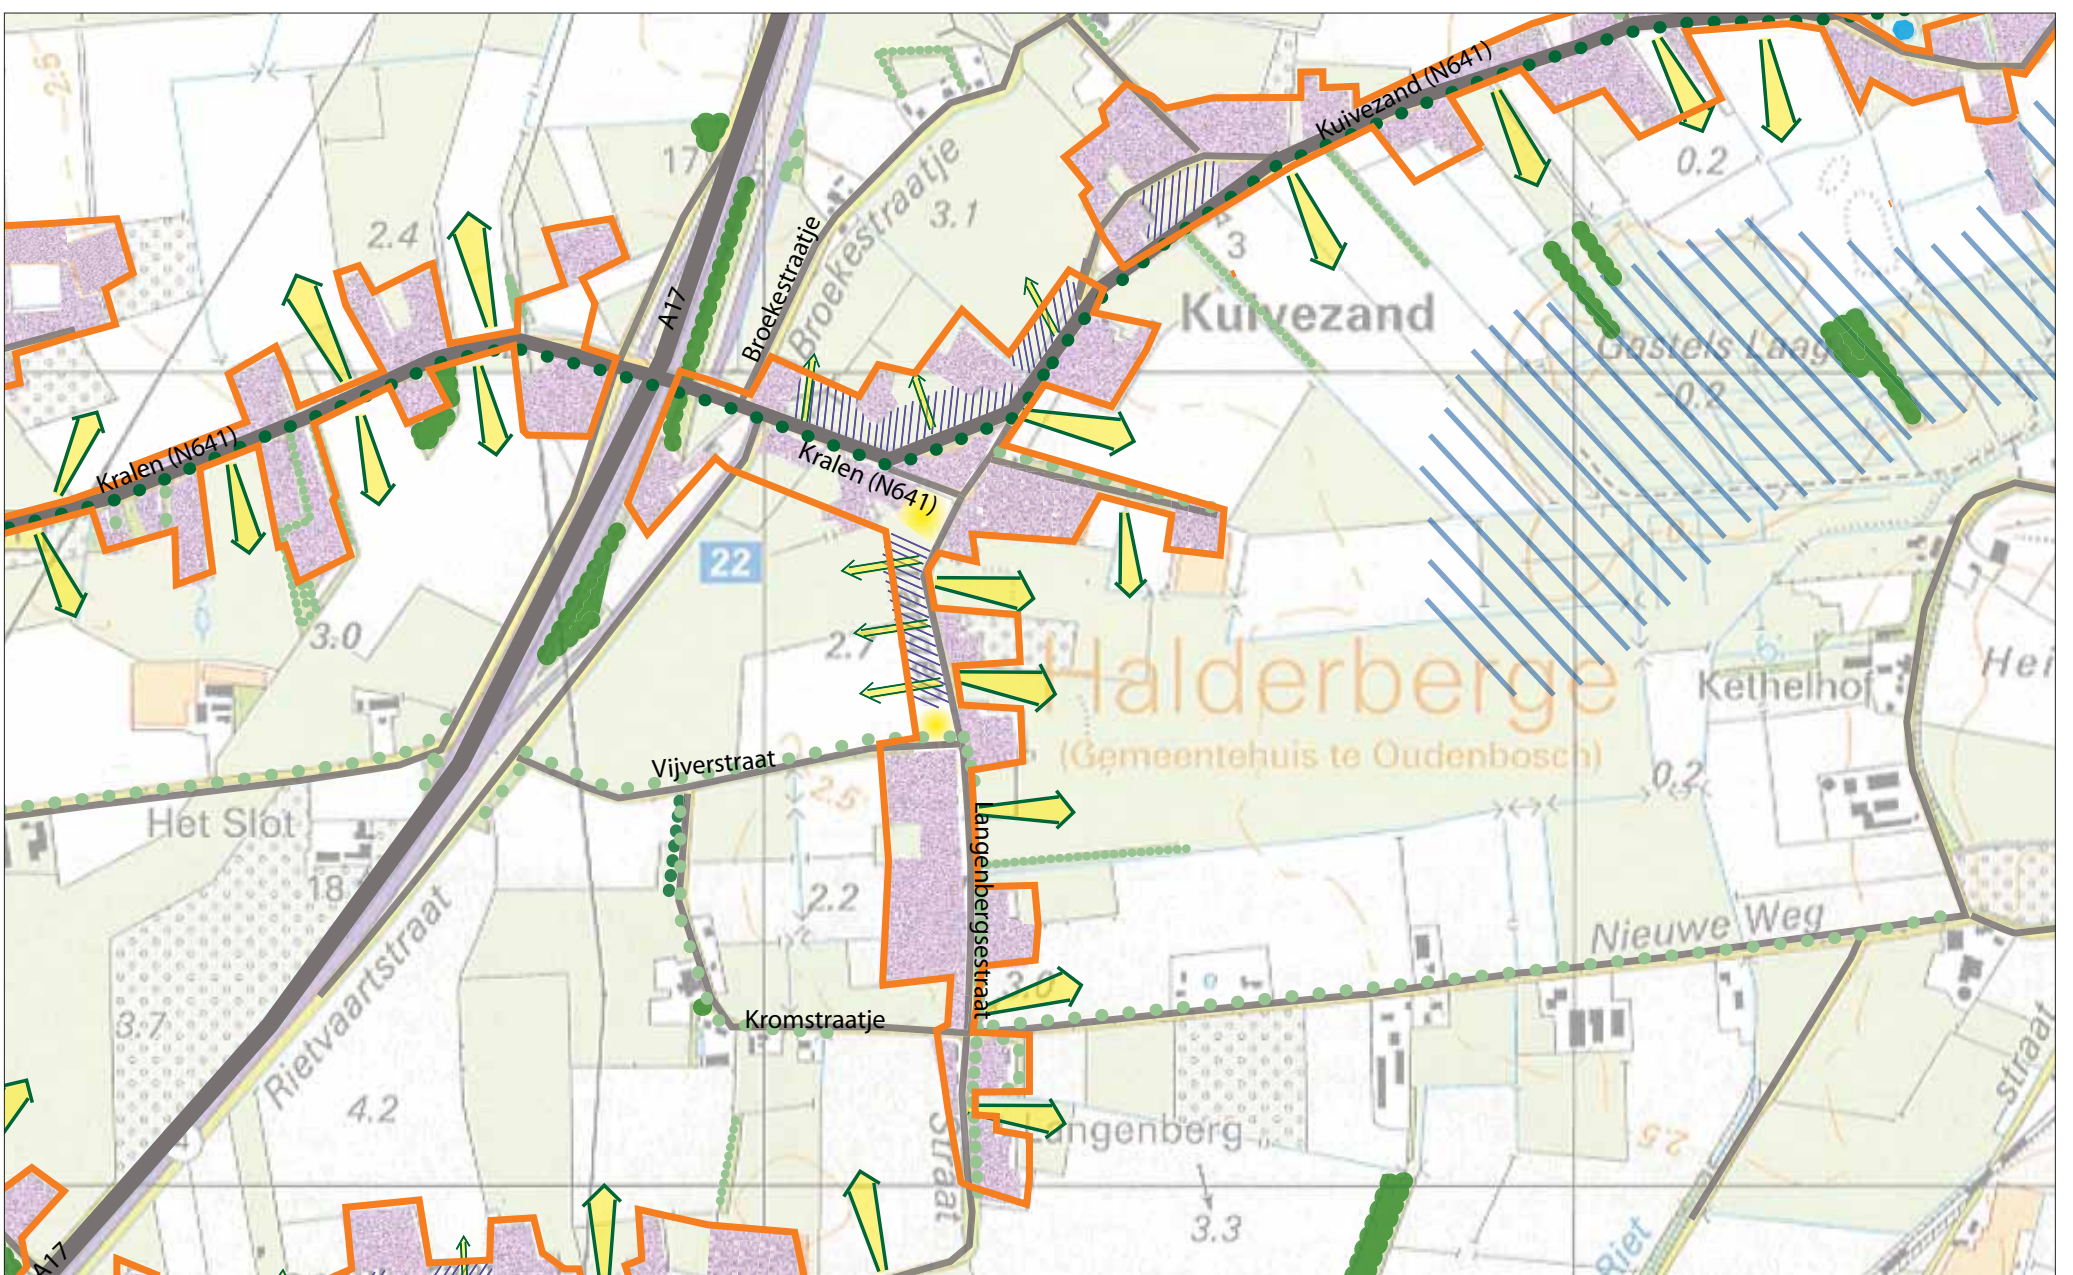 2.5
17
2.4
A17
Broekestraatje
Broekestraatje
3.1
Kuivezand (N641)
0.2
3
Kuivezand
Gastels Laag
-0.2
Kralen (N641)
Kralen (N641)
22
3.0
2.7
Halderberge
(Gemeentehuis te Oudenbosch)
Kethelhof
Hei
Vijverstraat
2.5
0.2
Het Slot
18
2.2
Langenbergsestraat
Nieuwe Weg
3.0
Rietvaartstraat
3.7
Kromstraatje
4.2
Straat
Langenberg
straat
2.5
3.3
Riet
A17